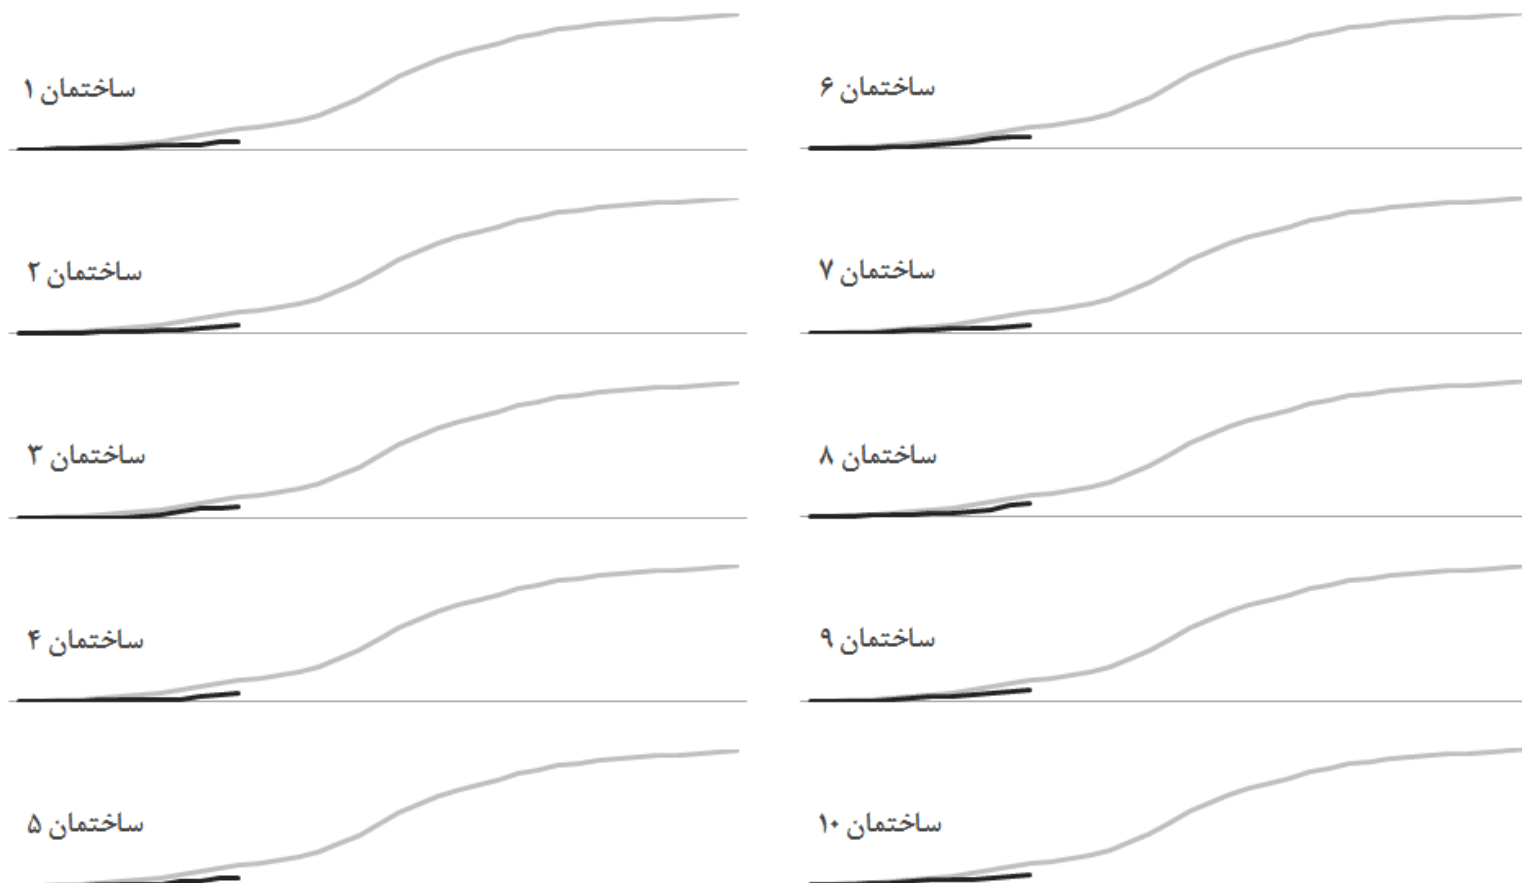 ساختمان ۱
ساختمان ۲
ساختمان ۳
ساختمان ۴
ساختمان ۵
ساختمان ۶
ساختمان ۷
ساختمان ۸
ساختمان ۹
ساختمان ۱۰